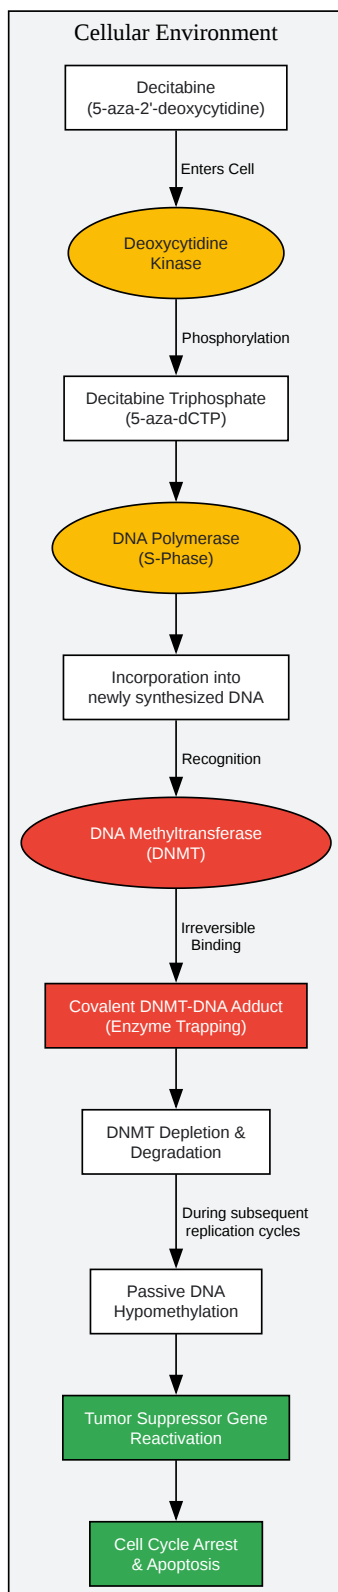 Cellular Environment
Decitabine
(5-aza-2'-deoxycytidine)
Enters Cell
Deoxycytidine
Kinase
Phosphorylation
Decitabine Triphosphate
(5-aza-dCTP)
DNA Polymerase
(S-Phase)
Incorporation into
newly synthesized DNA
Recognition
DNA Methyltransferase
(DNMT)
Irreversible
Binding
Covalent DNMT-DNA Adduct
(Enzyme Trapping)
DNMT Depletion &
Degradation
During subsequent
replication cycles
Passive DNA
Hypomethylation
Tumor Suppressor Gene
Reactivation
Cell Cycle Arrest
& Apoptosis